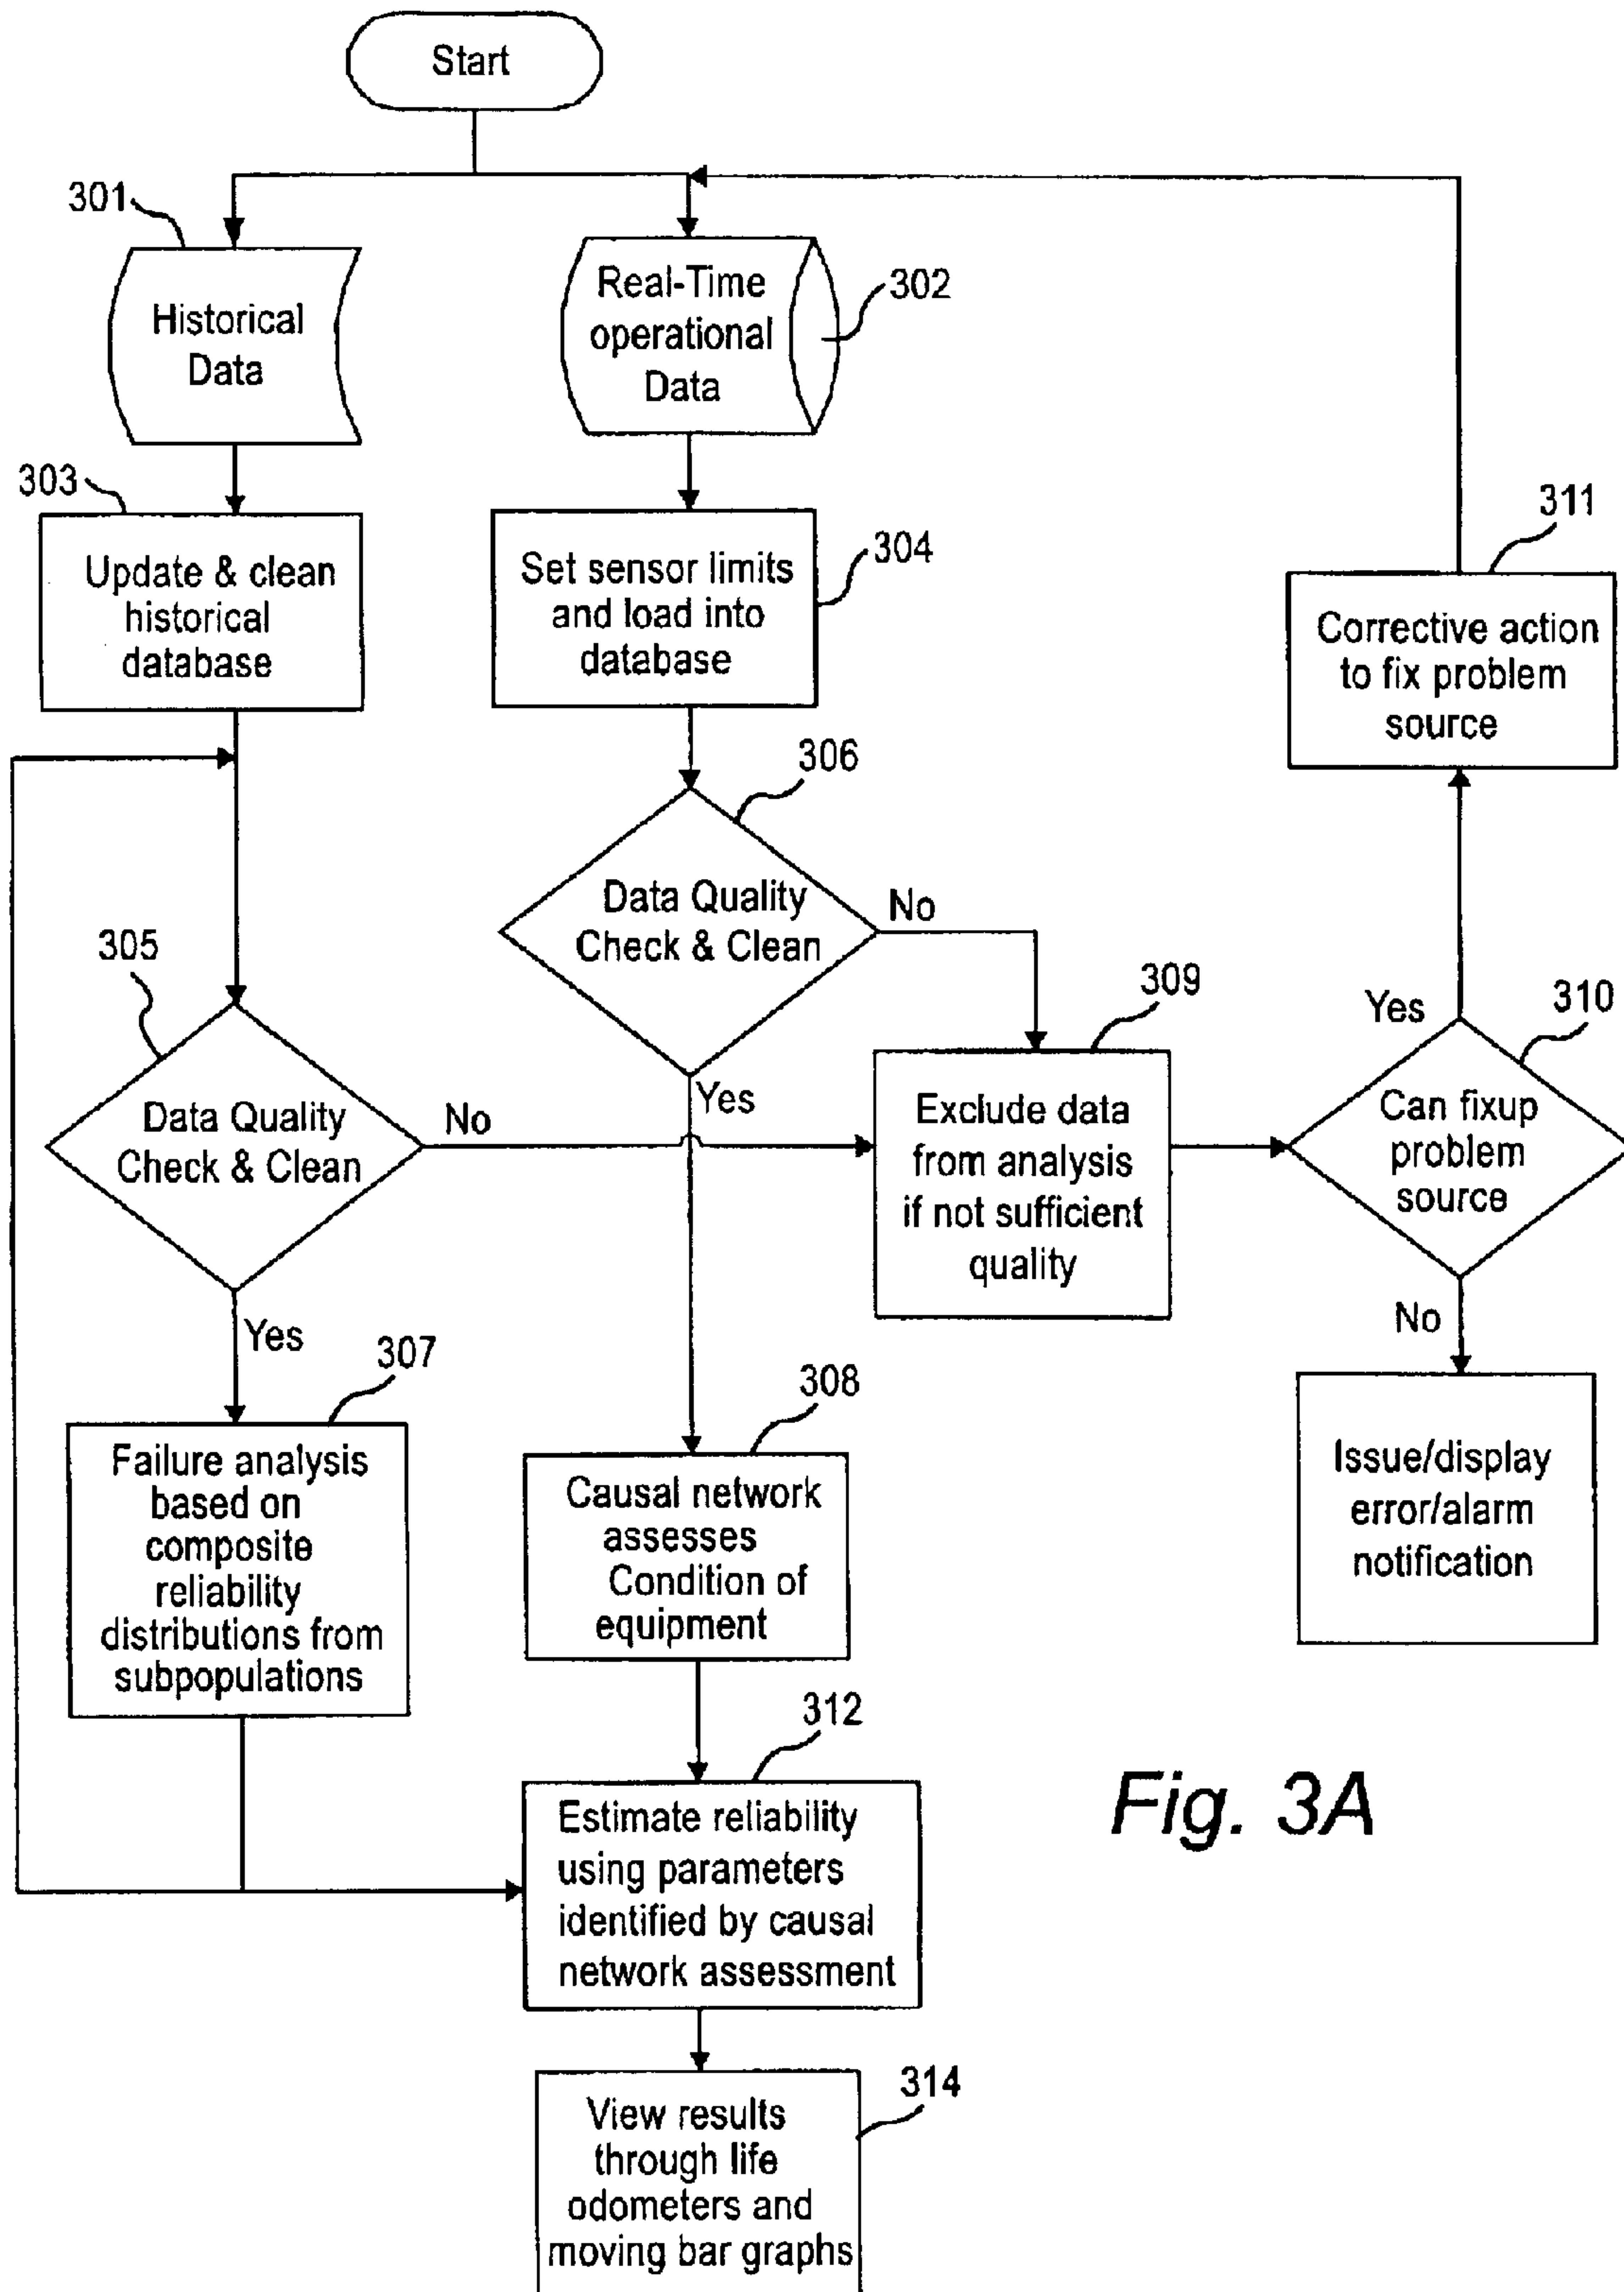 Start
301
Historical
Data
Real-Time
operational
Data
302
303
Update & clean
historical
database
Set sensor limits
and load into
database
304
311
Corrective action
to fix problem
source
306
Data Quality
Check & Clean
No
Yes
305
Data Quality
Check & Clean
No
Yes
309
Exclude data
from analysis
if not sufficient
quality
310
Yes
Can fixup
problem
source
No
Issue/display
error/alarm
notification
307
Failure analysis
based on
composite
reliability
distributions from
subpopulations
308
Causal network
assesses
Condition of
equipment
312
Estimate reliability
using parameters
identified by causal
network assessment
314
View results
through life
odometers and
moving bar graphs
Fig. 3A